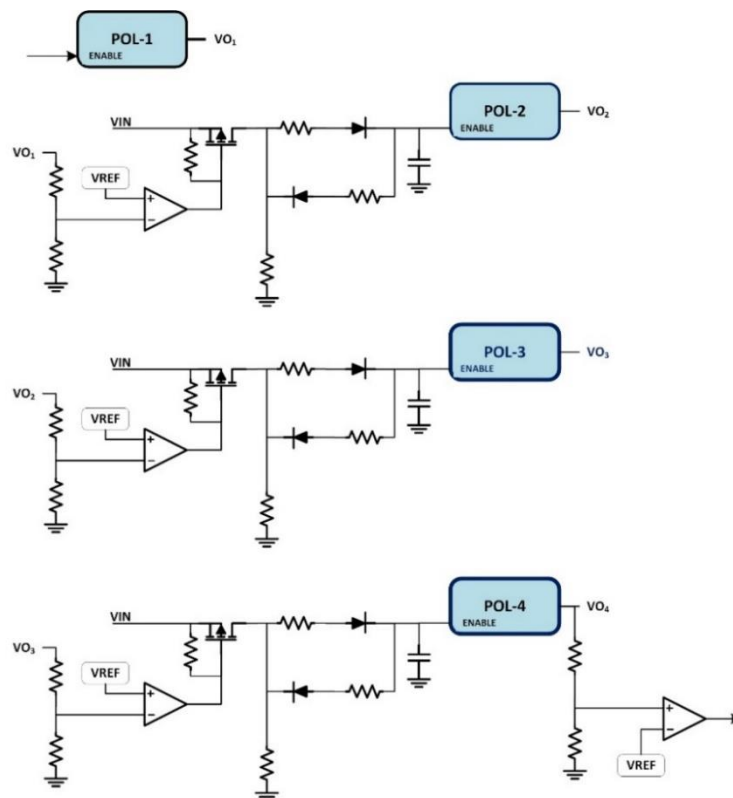 POL-1
VO₁
ENABLE
POL-2
VO₂
ENABLE
VIN
VO₁
VREF
+
−
POL-3
VO₃
ENABLE
VIN
VO₂
VREF
+
−
POL-4
VO₄
ENABLE
VIN
VO₃
VREF
+
−
+
−
VREF